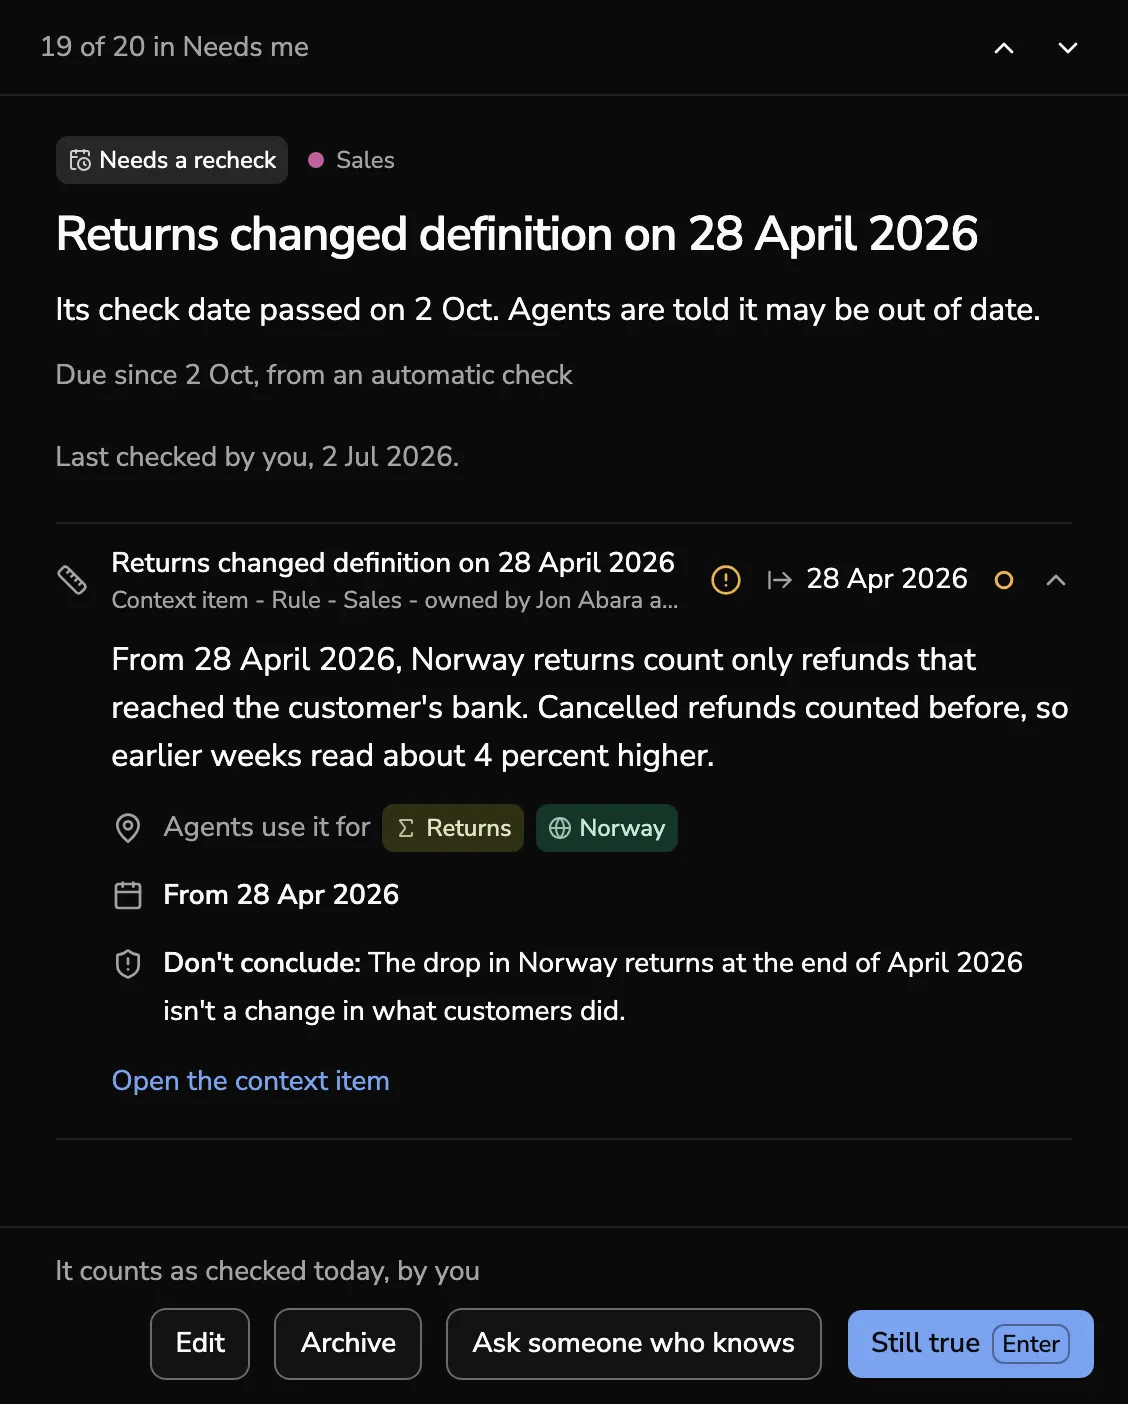 19 of 20 in Needs me
Needs a recheck
Sales
Returns changed definition on 28 April 2026
Its check date passed on 2 Oct. Agents are told it may be out of date.
Due since 2 Oct, from an automatic check
Last checked by you, 2 Jul 2026.
Returns changed definition on 28 April 2026
Context item - Rule - Sales - owned by Jon Abara a...
28 Apr 2026
From 28 April 2026, Norway returns count only refunds that
reached the customer's bank. Cancelled refunds counted before, so
earlier weeks read about 4 percent higher.
Agents use it for Σ Returns Norway
From 28 Apr 2026
Don't conclude: The drop in Norway returns at the end of April 2026
isn't a change in what customers did.
Open the context item
It counts as checked today, by you
Edit
Archive
Ask someone who knows
Still true Enter